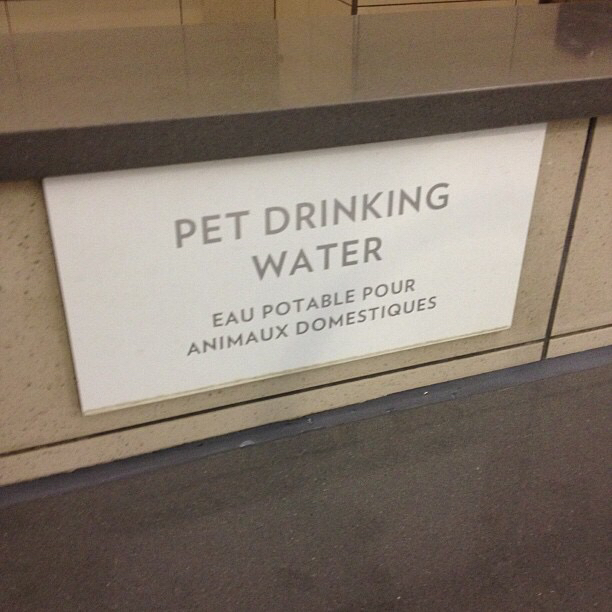 PET DRINKING
WATER
EAU POTABLE POUR
ANIMAUX DOMESTIQUES